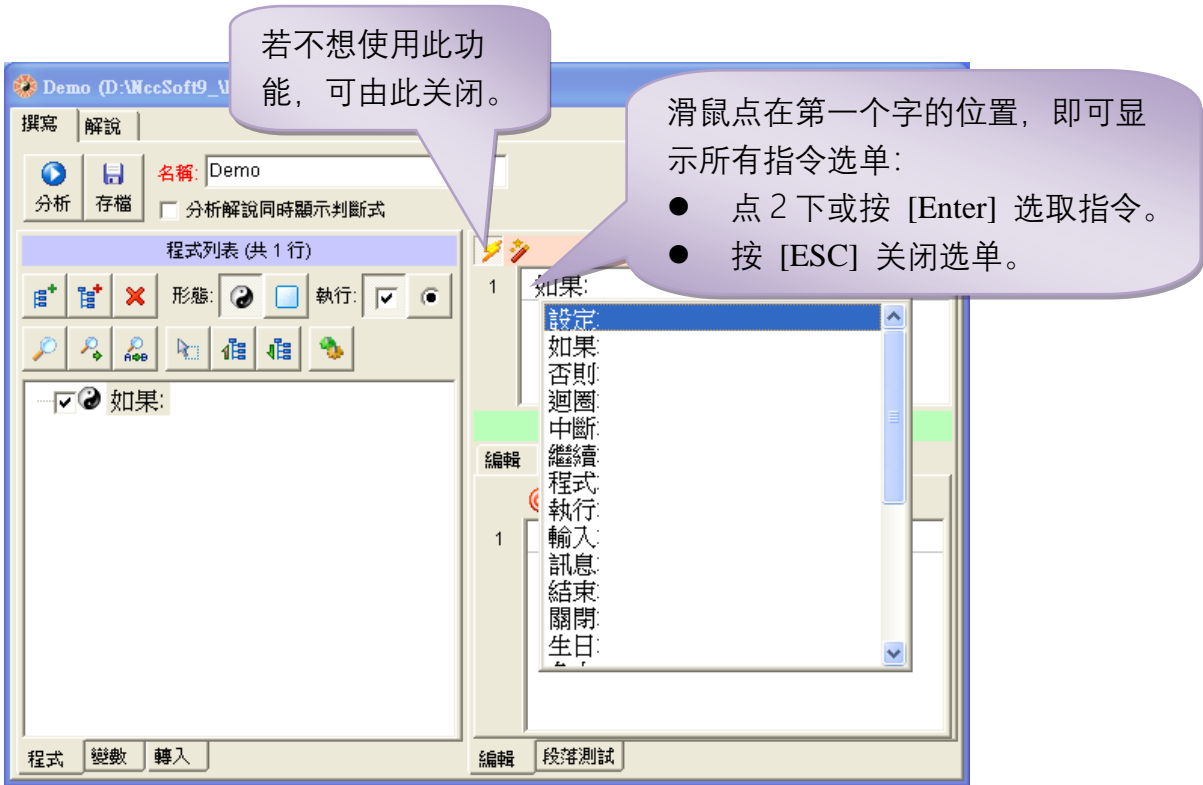 若不想使用此功
能，可由此关闭。
滑鼠点在第一个字的位置，即可显
示所有指令选单：
● 点2下或按 [Enter] 选取指令。
● 按 [ESC] 关闭选单。
Demo (D:\NccSoft9_\
撰寫 解說
分析 存檔 名稱: Demo
分析解說同時顯示判斷式
程式列表 (共 1 行)
形態: 執行:
A→B
如果:
1 如果:
設定:
如果:
否則:
迴圈:
中斷:
繼續:
程式:
執行:
輸入:
訊息:
結束:
關閉:
生日:
編輯
1
程式 變數 轉入
編輯 段落測試